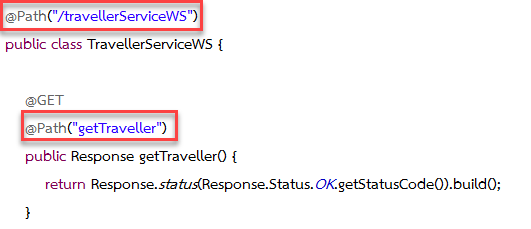 @Path("/travellerServiceWS")
public class TravellerServiceWS {
@GET
@Path("getTraveller")
public Response getTraveller() {
return Response.status(Response.Status.OK.getStatusCode()).build();
}